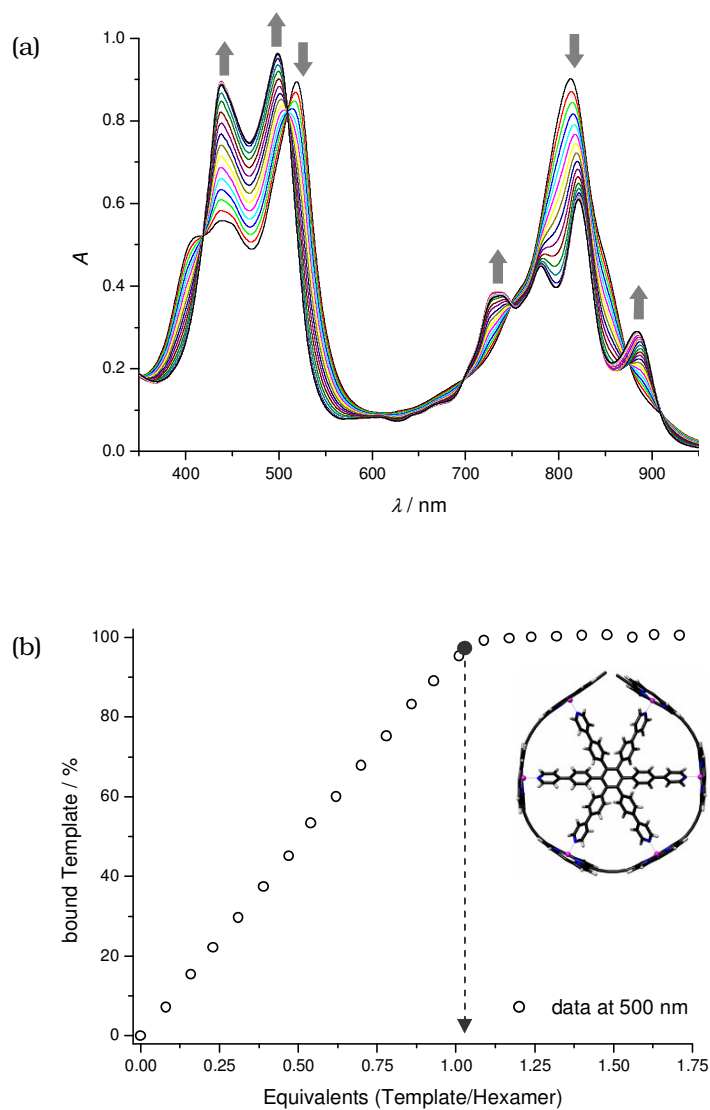 (a)
1.0
0.8
0.6
0.4
0.2
0.0
A
400 500 600 700 800 900
λ / nm
(b)
100
80
60
40
20
0
bound Template / %
data at 500 nm
0.00 0.25 0.50 0.75 1.00 1.25 1.50 1.75
Equivalents (Template/Hexamer)